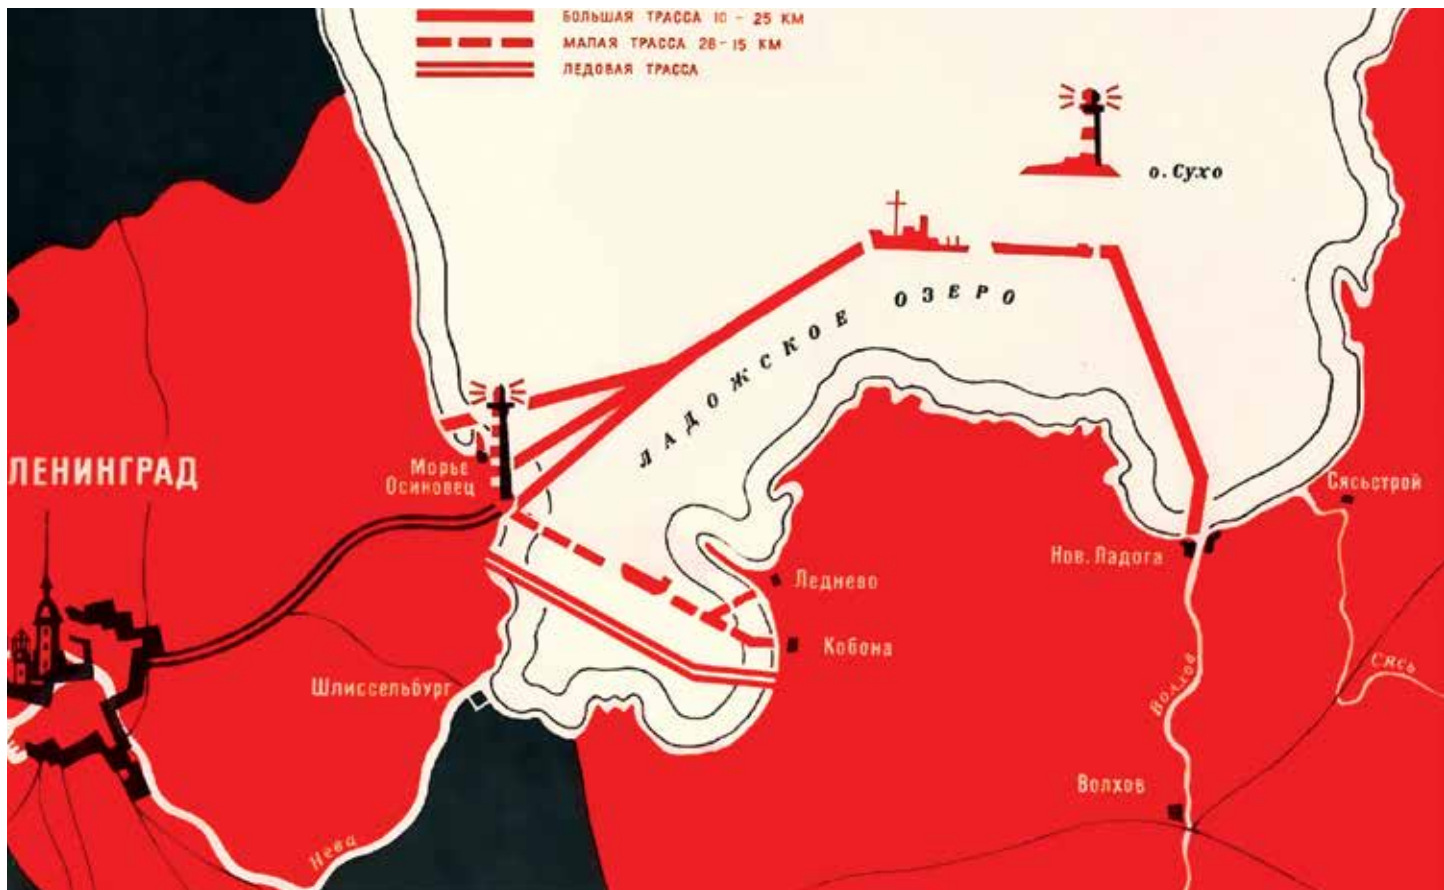 БОЛЬШАЯ ТРАССА 10 - 25 КМ
МАЛАЯ ТРАССА 28-15 КМ
ЛЕДОВАЯ ТРАССА
о. Сухо
ЛАДОЖСКОЕ ОЗЕРО
ЛЕНИНГРАД
Морье
Осиновец
Сясьстрой
Нов. Ладога
Леднево
Кобона
Шлиссельбург
Сясь
Волхов
Волхов
Нева